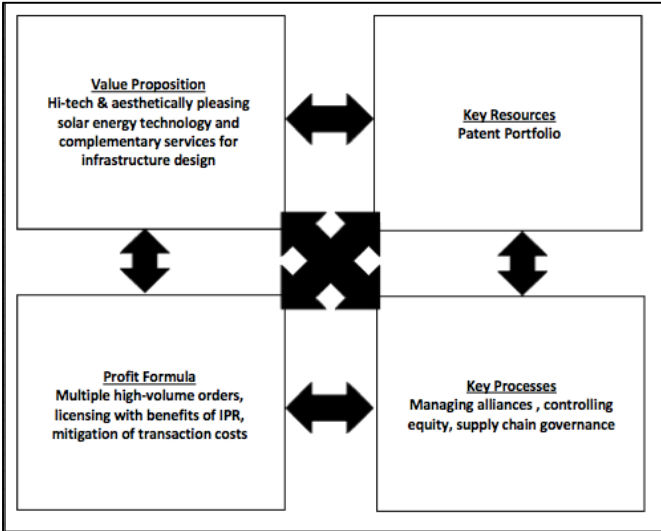 Value Proposition
Hi-tech & aesthetically pleasing
solar energy technology and
complementary services for
infrastructure design
Key Resources
Patent Portfolio
Profit Formula
Multiple high-volume orders,
licensing with benefits of IPR,
mitigation of transaction costs
Key Processes
Managing alliances , controlling
equity, supply chain governance